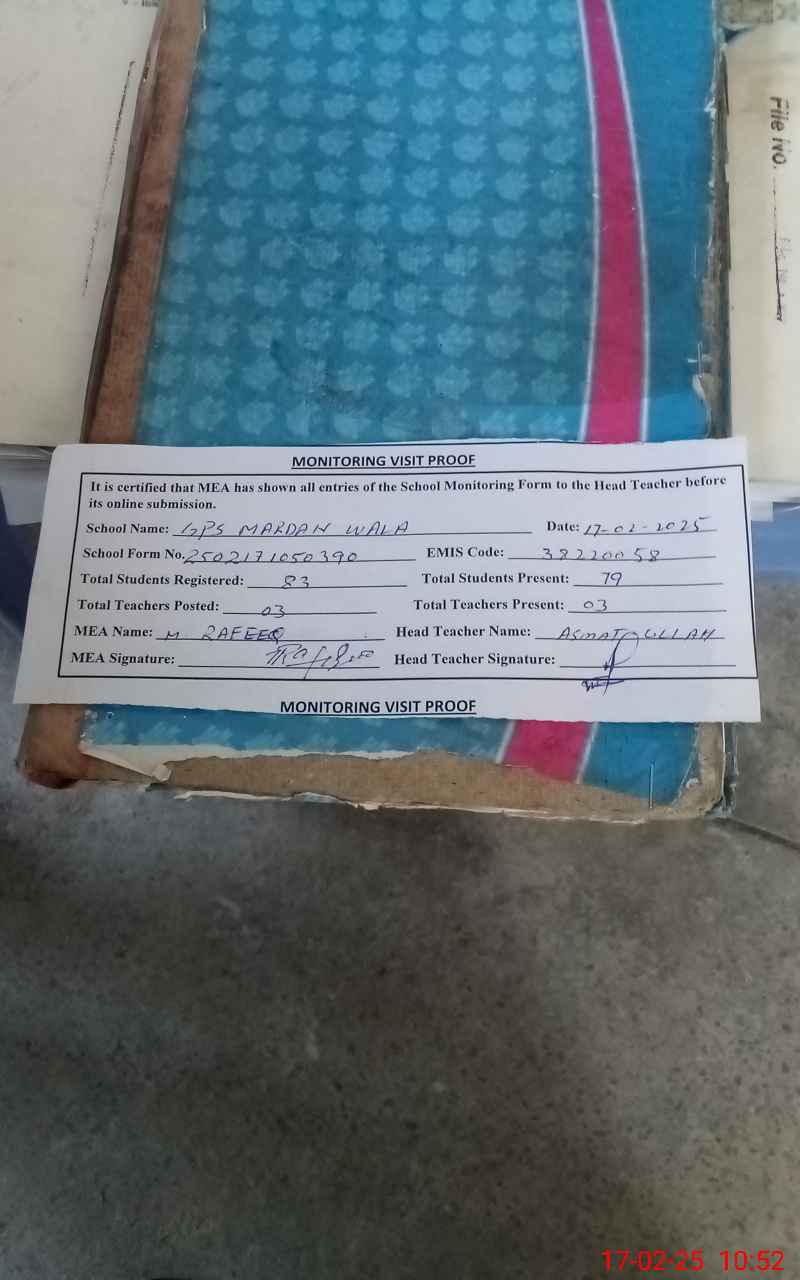 File No.
MONITORING VISIT PROOF
It is certified that MEA has shown all entries of the School Monitoring Form to the Head Teacher before
its online submission.
School Name: GPS MARDAN WALA Date: 17-02-2025
School Form No. 2502171050390 EMIS Code: 38220058
Total Students Registered: 83 Total Students Present: 79
Total Teachers Posted: 03 Total Teachers Present: 03
MEA Name: M. RAFEEQ Head Teacher Name: ASMATULLAH
MEA Signature: Head Teacher Signature:
MONITORING VISIT PROOF
17-02-25 10:52